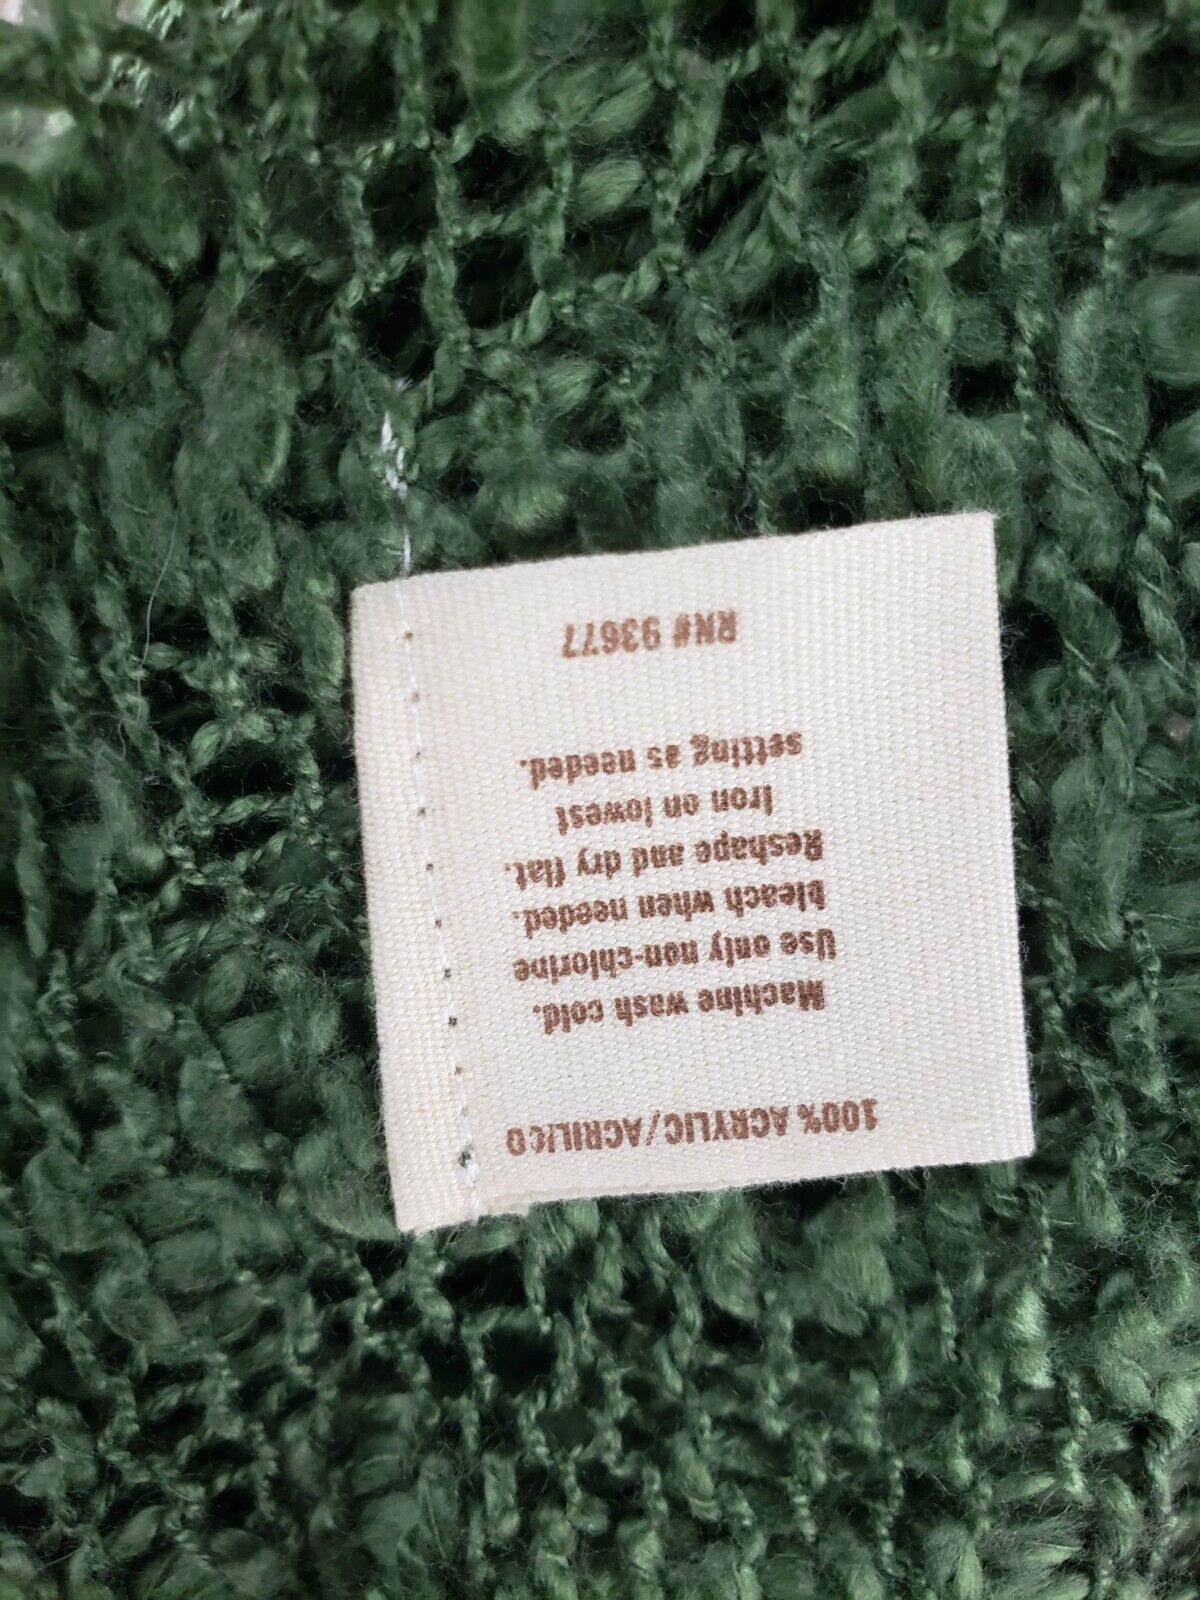 100% ACRYLIC/ACRILICO
Machine wash cold.
Use only non-chlorine
bleach when needed.
Reshape and dry flat.
Iron on lowest
setting as needed.
RN# 93677